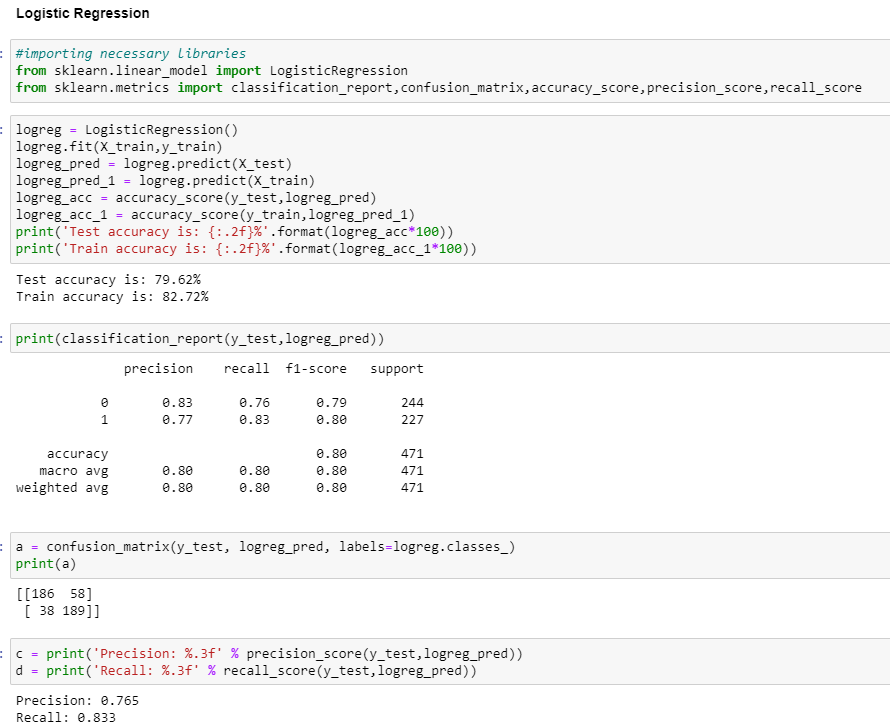 Logistic Regression
#importing necessary libraries
from sklearn.linear_model import LogisticRegression
from sklearn.metrics import classification_report,confusion_matrix,accuracy_score,precision_score,recall_score
logreg = LogisticRegression()
logreg.fit(X_train,y_train)
logreg_pred = logreg.predict(X_test)
logreg_pred_1 = logreg.predict(X_train)
logreg_acc = accuracy_score(y_test,logreg_pred)
logreg_acc_1 = accuracy_score(y_train,logreg_pred_1)
print('Test accuracy is: {:.2f}%'.format(logreg_acc*100))
print('Train accuracy is: {:.2f}%'.format(logreg_acc_1*100))
Test accuracy is: 79.62%
Train accuracy is: 82.72%
print(classification_report(y_test,logreg_pred))
precision recall f1-score support
0 0.83 0.76 0.79 244
1 0.77 0.83 0.80 227
accuracy 0.80 471
macro avg 0.80 0.80 0.80 471
weighted avg 0.80 0.80 0.80 471
a = confusion_matrix(y_test, logreg_pred, labels=logreg.classes_)
print(a)
[[186 58]
[ 38 189]]
c = print('Precision: %.3f' % precision_score(y_test,logreg_pred))
d = print('Recall: %.3f' % recall_score(y_test,logreg_pred))
Precision: 0.765
Recall: 0.833